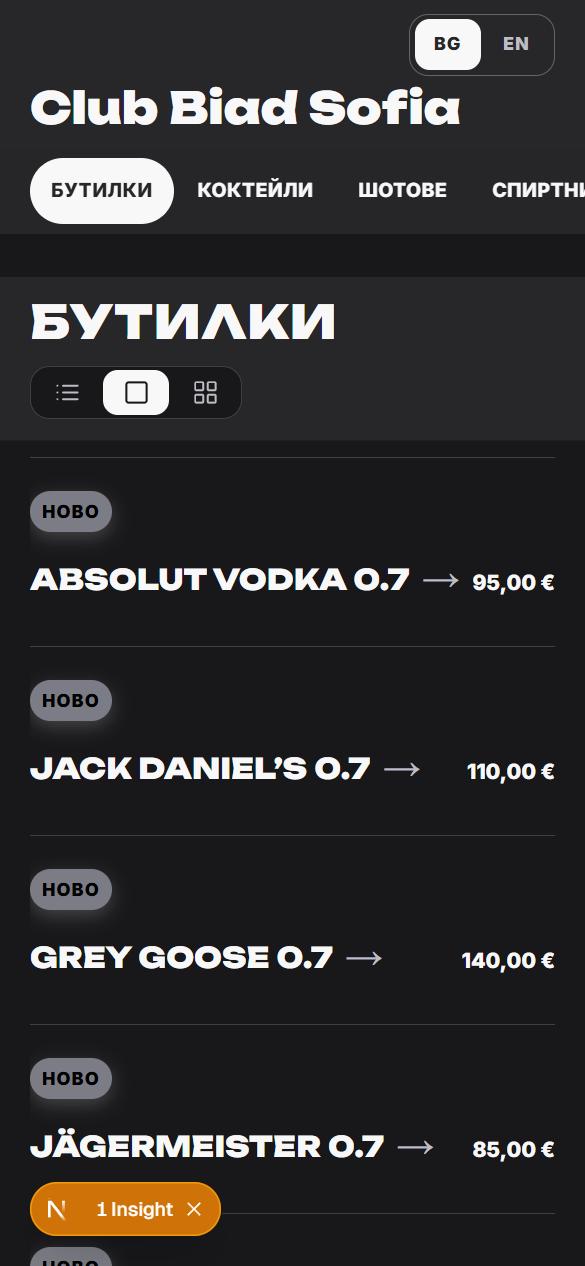 BG EN
Club Biad Sofia
БУТИЛКИ КОКТЕЙЛИ ШОТОВЕ СПИРТНИ
БУТИЛКИ
НОВО
ABSOLUT VODKA 0.7 → 95,00 €
НОВО
JACK DANIEL’S 0.7 → 110,00 €
НОВО
GREY GOOSE 0.7 → 140,00 €
НОВО
JÄGERMEISTER 0.7 → 85,00 €
N 1 Insight ×
НОВО